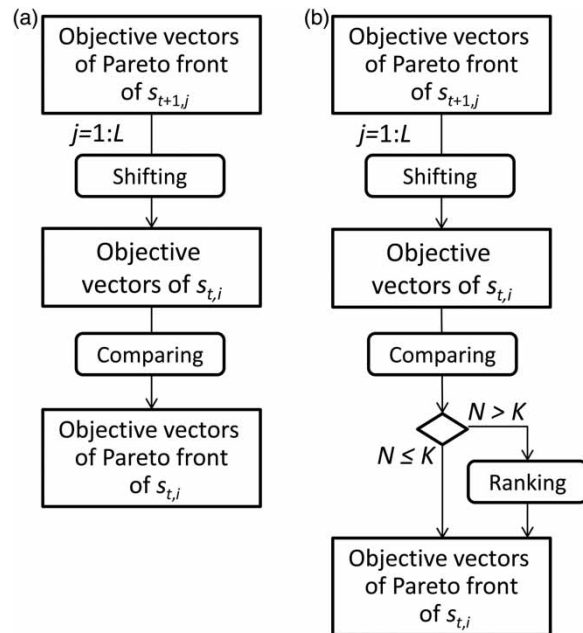 (a)
Objective vectors
of Pareto front
of s_{t+1,j}
j=1:L
Shifting
Objective
vectors of s_{t,i}
Comparing
Objective vectors
of Pareto front
of s_{t,i}
(b)
Objective vectors
of Pareto front
of s_{t+1,j}
j=1:L
Shifting
Objective
vectors of s_{t,i}
Comparing
N > K
N ≤ K
Ranking
Objective vectors
of Pareto front
of s_{t,i}